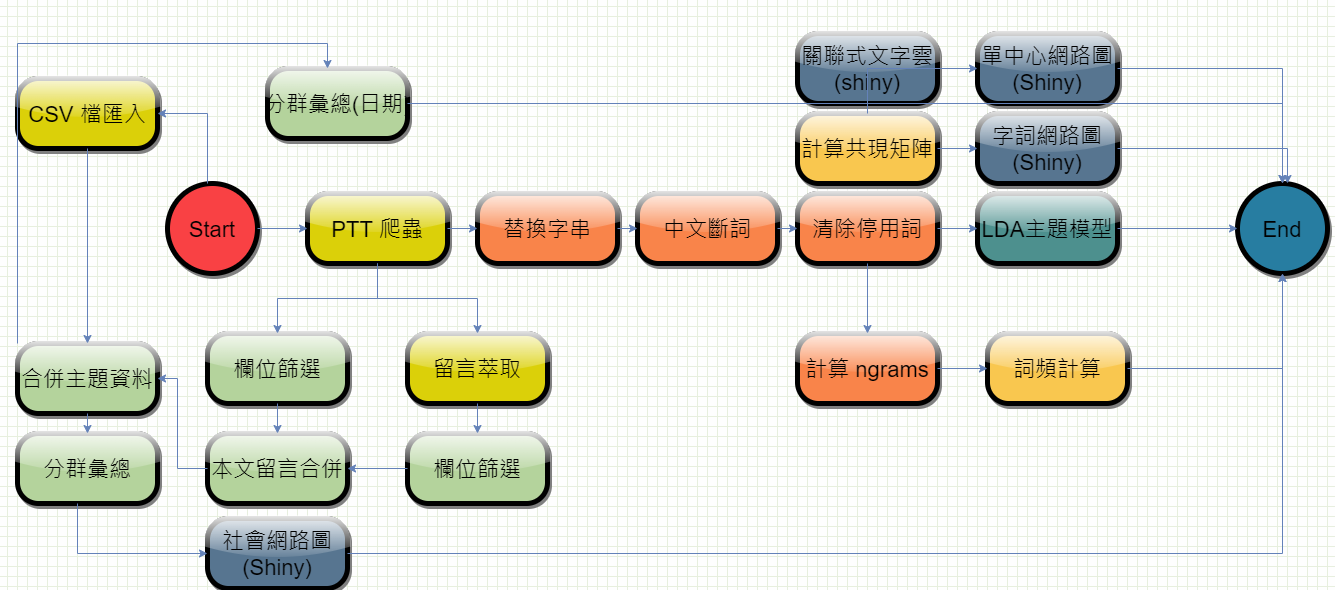 關聯式文字雲
(shiny)
單中心網路圖
(Shiny)
分群彙總(日期
CSV 檔匯入
計算共現矩陣
字詞網路圖
(Shiny)
Start
PTT 爬蟲
替換字串
中文斷詞
清除停用詞
LDA主題模型
End
合併主題資料
欄位篩選
留言萃取
計算 ngrams
詞頻計算
分群彙總
本文留言合併
欄位篩選
社會網路圖
(Shiny)